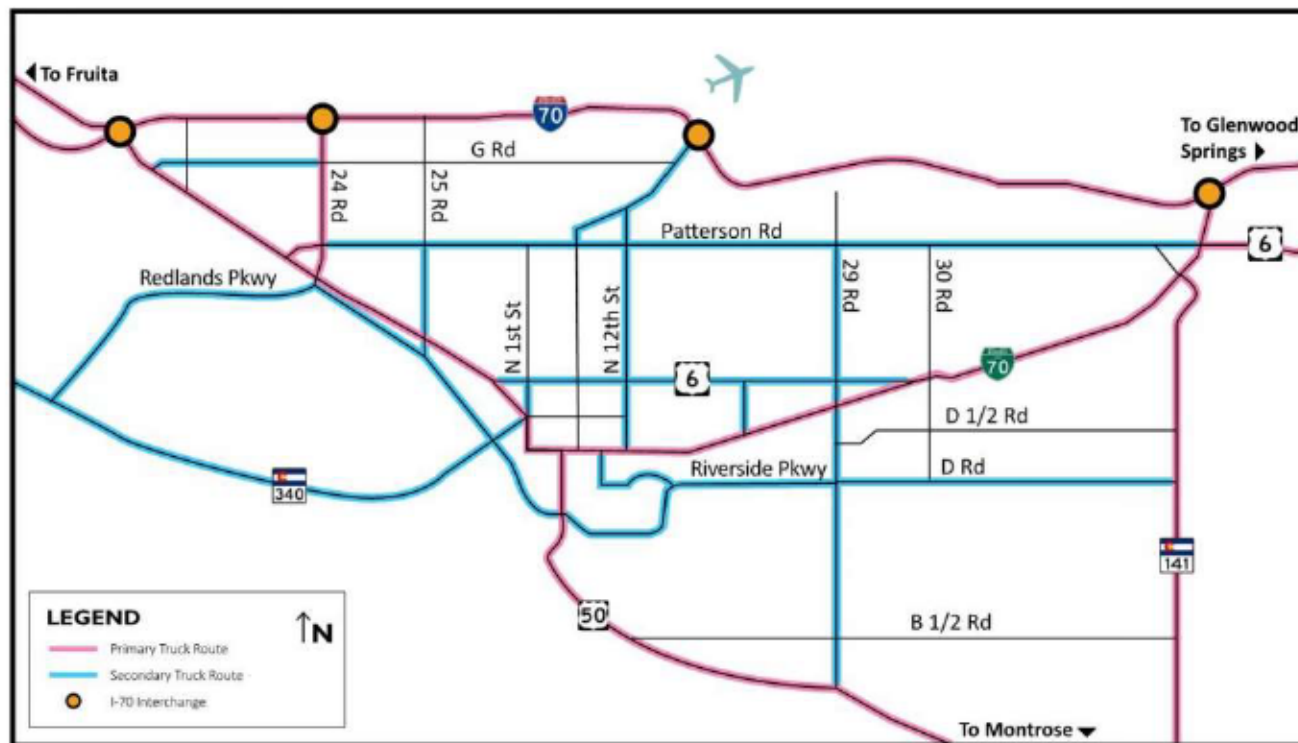 To Fruita
70
G Rd
To Glenwood
Springs
24 Rd
25 Rd
Patterson Rd
6
Redlands Pkwy
29 Rd
30 Rd
N 1st St
N 12th St
6
70
D 1/2 Rd
Riverside Pkwy
D Rd
340
141
50
B 1/2 Rd
LEGEND
N
Primary Truck Route
Secondary Truck Route
I-70 Interchange
To Montrose